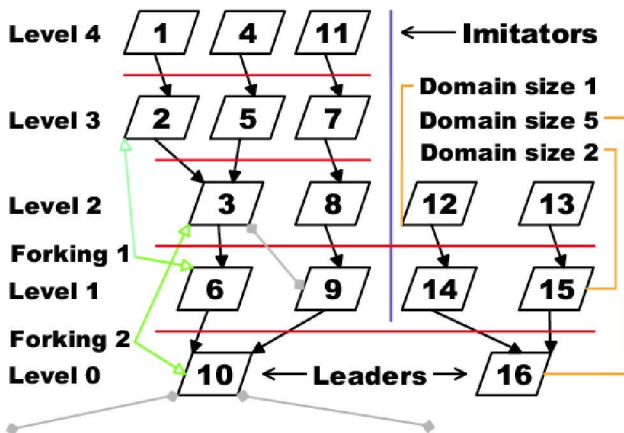 Level 4 1 4 11 Imitators
Domain size 1
Level 3 2 5 7 Domain size 5
Domain size 2
Level 2 3 8 12 13
Forking 1
Level 1 6 9 14 15
Forking 2
Level 0 10 Leaders 16